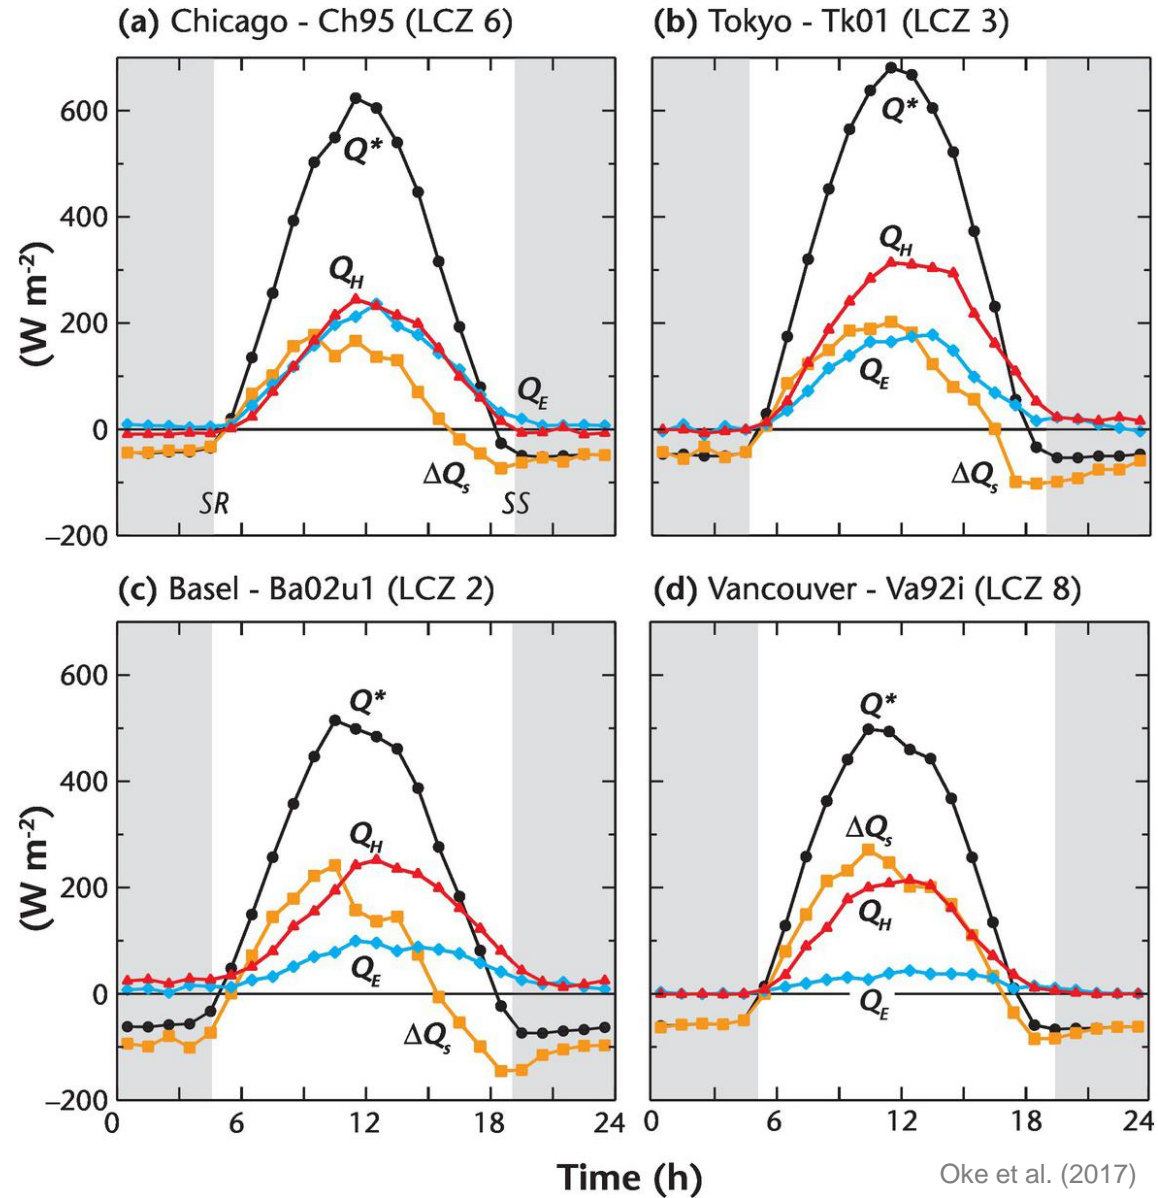 (a) Chicago - Ch95 (LCZ 6)
(b) Tokyo - Tk01 (LCZ 3)
(W m-2)
600
400
200
0
–200
Q*
QH
QE
ΔQs
SR
SS
Q*
QH
QE
ΔQs
(c) Basel - Ba02u1 (LCZ 2)
(d) Vancouver - Va92i (LCZ 8)
(W m-2)
600
400
200
0
–200
Q*
QH
QE
ΔQs
Q*
ΔQs
QH
QE
0 6 12 18 24
0 6 12 18 24
Time (h)
Oke et al. (2017)